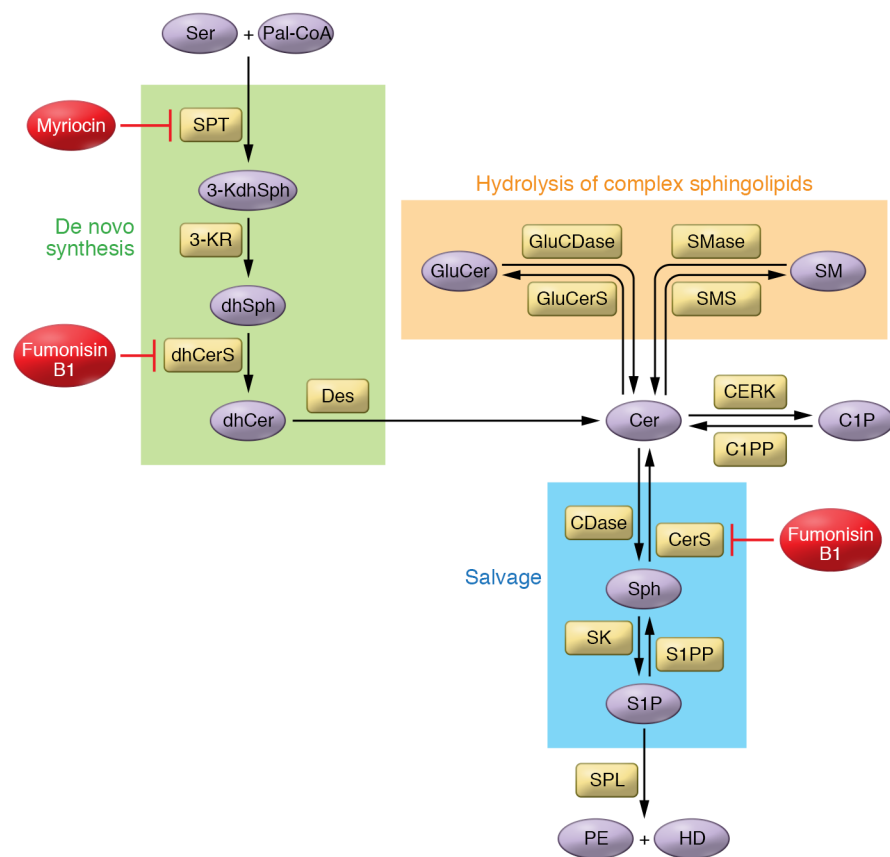 Ser + Pal-CoA
Myriocin
SPT
3-KdhSph
Hydrolysis of complex sphingolipids
De novo
synthesis
3-KR
GluCDase
SMase
GluCer
SM
GluCerS
SMS
dhSph
Fumonisin
B1
dhCerS
Des
dhCer
Cer
CERK
C1P
C1PP
CDase
CerS
Fumonisin
B1
Salvage
Sph
SK
S1PP
S1P
SPL
PE + HD